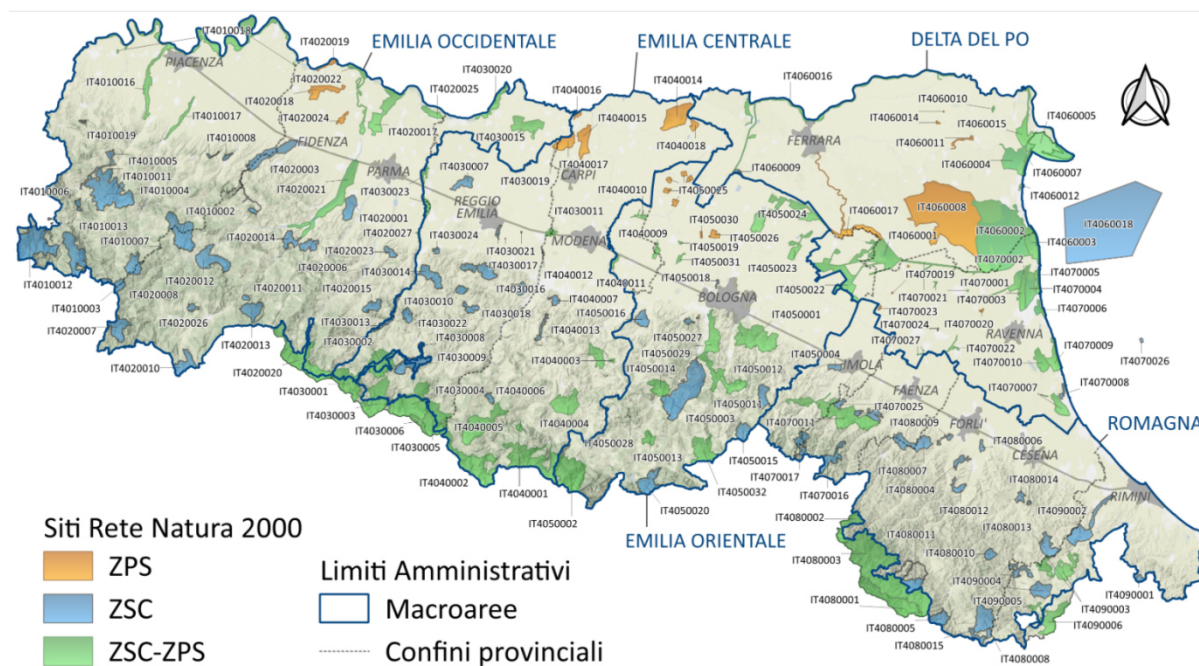 IT4010018
IT4020019
EMILIA OCCIDENTALE
EMILIA CENTRALE
DELTA DEL PO
PIACENZA
IT4010016
IT4020022
IT4030020
IT4040016
IT4040014
IT4060016
IT4020018
IT4020025
IT4040015
IT4060010
IT4060005
IT4010017
IT4020024
IT4060014
IT4060015
IT4010019
IT4010008
FIDENZA
IT4020017
IT4030015
IT4040018
FERRARA
IT4060011
IT4010005
IT4020003
PARMA
IT4030007
IT4040017
IT4060009
IT4060004
IT4010011
IT4030019
CARPI
IT4060007
IT4010006
IT4010004
IT4020021
IT4030023
IT4040010
IT4060012
REGGIO
EMILIA
IT4010002
IT4020001
IT4030011
IT4050030
IT4050024
IT4060017
IT4060008
IT4060018
IT4010013
IT4020027
IT4030024
MODENA
IT4040009
IT4050026
IT4060001
IT4060002
IT4010007
IT4020014
IT4020023
IT4030021
IT4050019
IT4060003
IT4050031
IT4050023
IT4070002
IT4010012
IT4020006
IT4030014
IT4030017
IT4040012
IT4040011
IT4050018
IT4070019
IT4070001
IT4070005
IT4010003
IT4020012
IT4020015
IT4030016
IT4040007
BOLOGNA
IT4050022
IT4070021
IT4070003
IT4070004
IT4020008
IT4020011
IT4030010
IT4050016
IT4050001
IT4070023
IT4070006
IT4020007
IT4020026
IT4030013
IT4030022
IT4030018
IT4040013
IT4050027
IT4070024
IT4070020
RAVENNA
IT4030002
IT4030008
IT4070027
IT4070022
IT4070009
IT4070026
IT4020013
IT4030009
IT4040003
IT4050029
IT4050004
IMOLA
IT4070010
IT4020010
IT4020020
IT4050014
IT4050012
IT4070007
IT4070008
IT4030001
IT4030004
IT4040006
IT4050011
FAENZA
IT4030003
IT4050003
IT4070025
IT4030006
IT4040005
IT4040004
IT4070011
IT4080009
FORLI'
ROMAGNA
IT4030005
IT4050028
IT4080006
IT4050013
IT4050015
CESENA
IT4040002
IT4040001
IT4070017
IT4080007
IT4080014
IT4050032
IT4070016
IT4080004
RIMINI
IT4050002
IT4050020
IT4080012
IT4090002
IT4080002
IT4080013
IT4080011
EMILIA ORIENTALE
IT4080010
IT4080003
IT4090004
IT4090001
IT4080001
IT4090005
IT4090003
IT4080005
IT4090006
IT4080015
IT4080008
Siti Rete Natura 2000
ZPS
ZSC
ZSC-ZPS
Limiti Amministrativi
Macroaree
Confini provinciali